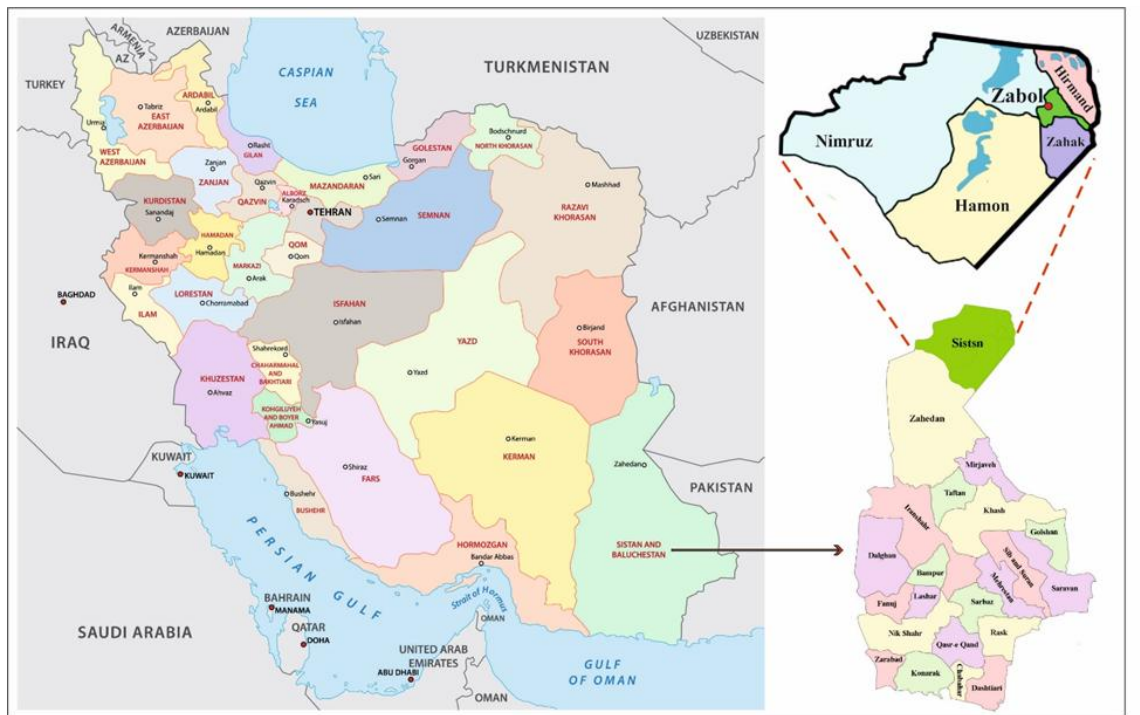 AZERBAIJAN
ARMENIA
AZ
UZBEKISTAN
TURKEY
CASPIAN
SEA
TURKMENISTAN
ARDABIL
Ardabil
Tabriz
EAST
AZERBAIJAN
Urmia
WEST
AZERBAIJAN
Rasht
GILAN
Zanjan
ZANJAN
Qazvin
QAZVIN
ALBORZ
Karadsch
TEHRAN
MAZANDARAN
Sari
GOLESTAN
Gorgan
Bodschnurd
NORTH KHORASAN
Mashhad
RAZAVI
KHORASAN
Semnan
SEMNAN
KURDISTAN
Sanandaj
HAMADAN
Hamadan
QOM
Qom
MARKAZI
Arak
Kermanshah
KERMANSHAH
Ilam
ILAM
LORESTAN
Chorramabad
BAGHDAD
IRAQ
ISFAHAN
Isfahan
AFGHANISTAN
Birjand
SOUTH
KHORASAN
YAZD
Yazd
Shahrekord
CHAHARMAHAL
AND
BAKHTIARI
KHUZESTAN
Ahvaz
KOHGILUYEH
AND BOYER
AHMAD
Yasuj
Kerman
KERMAN
Zahedan
PAKISTAN
KUWAIT
KUWAIT
Shiraz
FARS
Bushehr
BUSHEHR
PERSIAN GULF
HORMOZGAN
Bandar Abbas
SISTAN AND
BALUCHESTAN
Strait of Hormus
OMAN
BAHRAIN
MANAMA
QATAR
DOHA
SAUDI ARABIA
UNITED ARAB
EMIRATES
ABU DHABI
OMAN
GULF
OF OMAN
Hirmand
Zabol
Nimruz
Zahak
Hamon
Sistsn
Zahedan
Mirjaveh
Taftan
Khash
Iranshahr
Golshan
Dalghan
Bampur
Sib and Suran
Mehrestan
Saravan
Fanuj
Lashar
Sarbaz
Nik Shahr
Qasr-e Qand
Rask
Zarabad
Konarak
Chabahar
Dashtiari